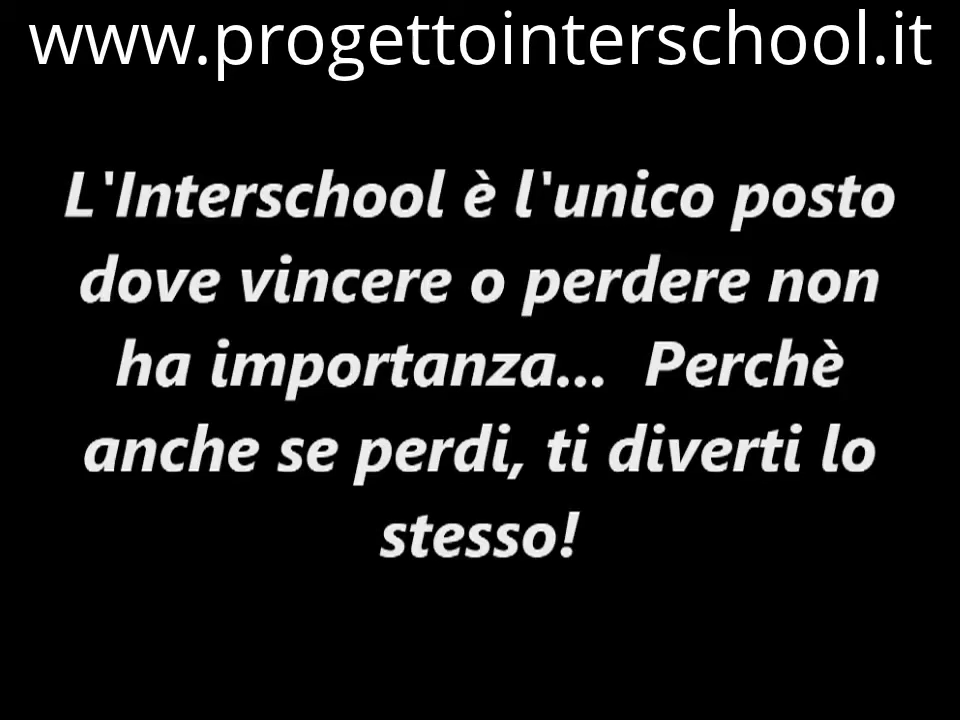 www.progettointerschool.it
L'Interschool è l'unico posto
dove vincere o perdere non
ha importanza...  Perchè
anche se perdi, ti diverti lo
stesso!